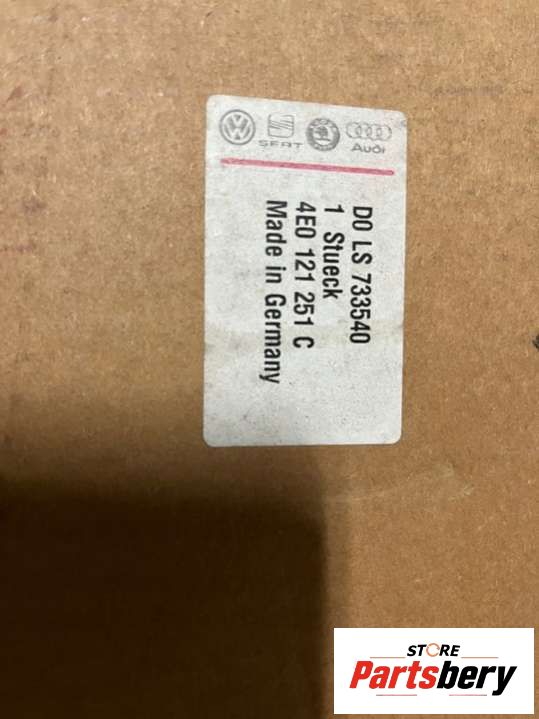 SEAT
Audi
D0 LS 733540
1 Stueck
4E0 121 251 C
Made in Germany
STORE
Partsbery